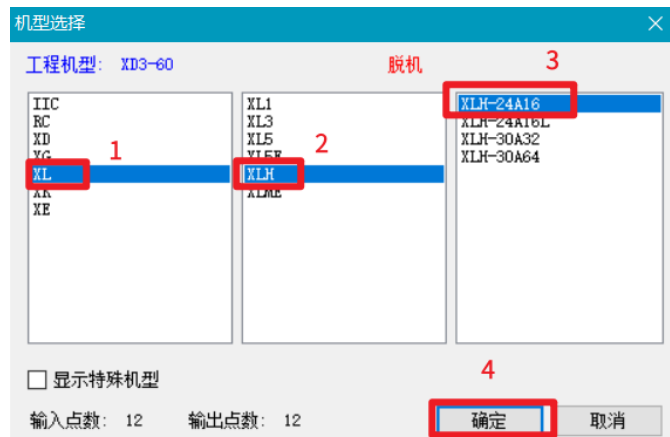 机型选择
工程机型: XD3-60 脱机 3
IIC
RC
XD
XG
XL
XK
XE
1
XL1
XL3
XL5
XL5E
XLH
XLME
2
XLH-24A16
XLH-24A16L
XLH-30A32
XLH-30A64
显示特殊机型
4
输入点数: 12 输出点数: 12 确定 取消